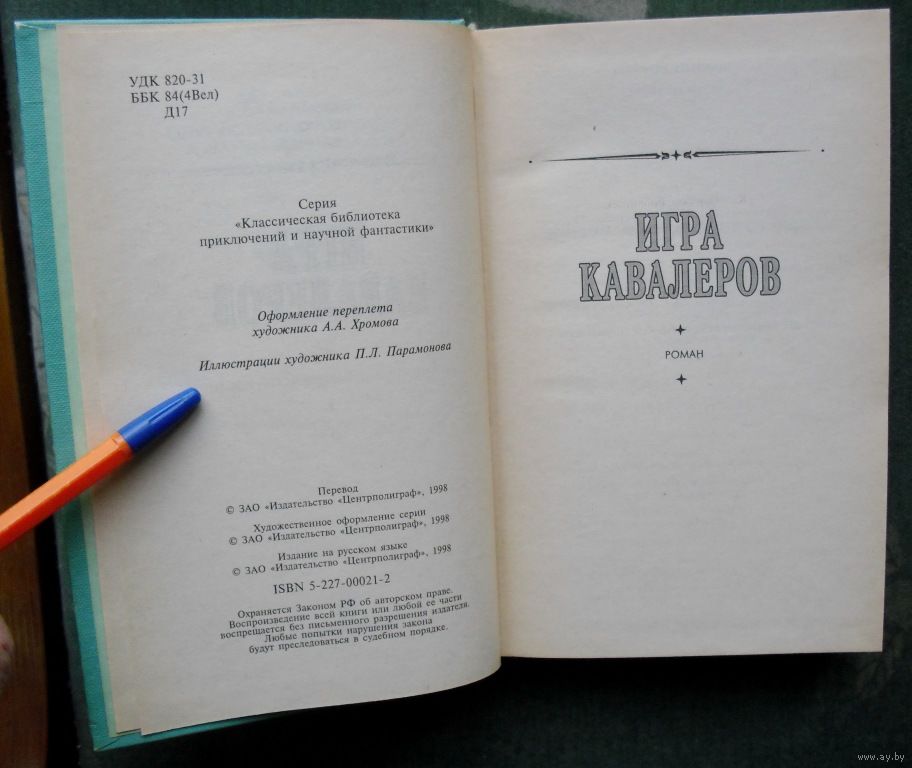 УДК 820-31
ББК 84(4Вел)
Д17
Серия
«Классическая библиотека
приключений и научной фантастики»
Оформление переплета
художника А.А. Хромова
Иллюстрации художника П.Л. Парамонова
Перевод
© ЗАО «Издательство «Центрполиграф», 1998
Художественное оформление серии
© ЗАО «Издательство «Центрполиграф», 1998
Издание на русском языке
© ЗАО «Издательство «Центрполиграф», 1998
ISBN 5-227-00021-2
Охраняется Законом РФ об авторском праве.
Воспроизведение всей книги или любой ее части
воспрещается без письменного разрешения издателя.
Любые попытки нарушения закона
будут преследоваться в судебном порядке.
ИГРА
КАВАЛЕРОВ
РОМАН
www.ay.by